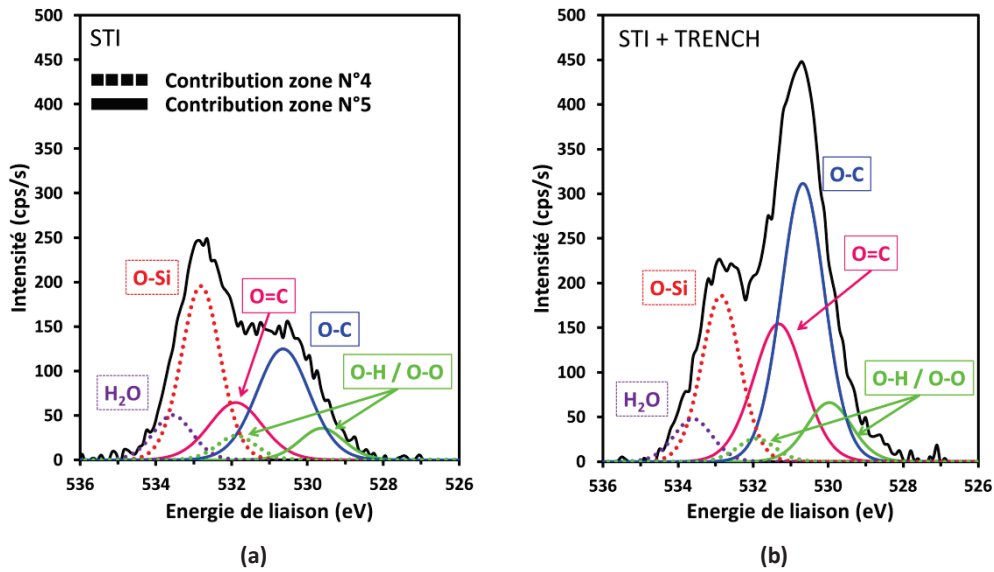 STI
Contribution zone N°4
Contribution zone N°5
500
450
400
350
300
250
200
150
100
50
0
Intensité (cps/s)
O-Si
O=C
O-C
H₂O
O-H / O-O
536
534
532
530
528
526
Energie de liaison (eV)
(a)
STI + TRENCH
500
450
400
350
300
250
200
150
100
50
0
Intensité (cps/s)
O-C
O=C
O-Si
O-H / O-O
H₂O
536
534
532
530
528
526
Energie de liaison (eV)
(b)